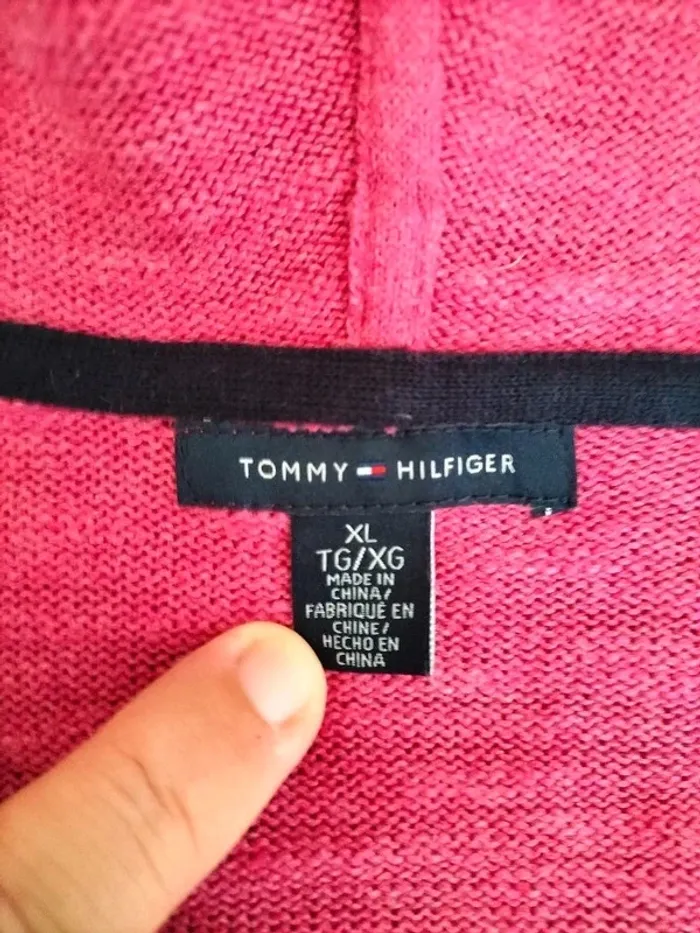 TOMMY HILFIGER
XL
TG/XG
MADE IN
CHINA/
FABRIQUÉ EN
CHINE/
HECHO EN
CHINA